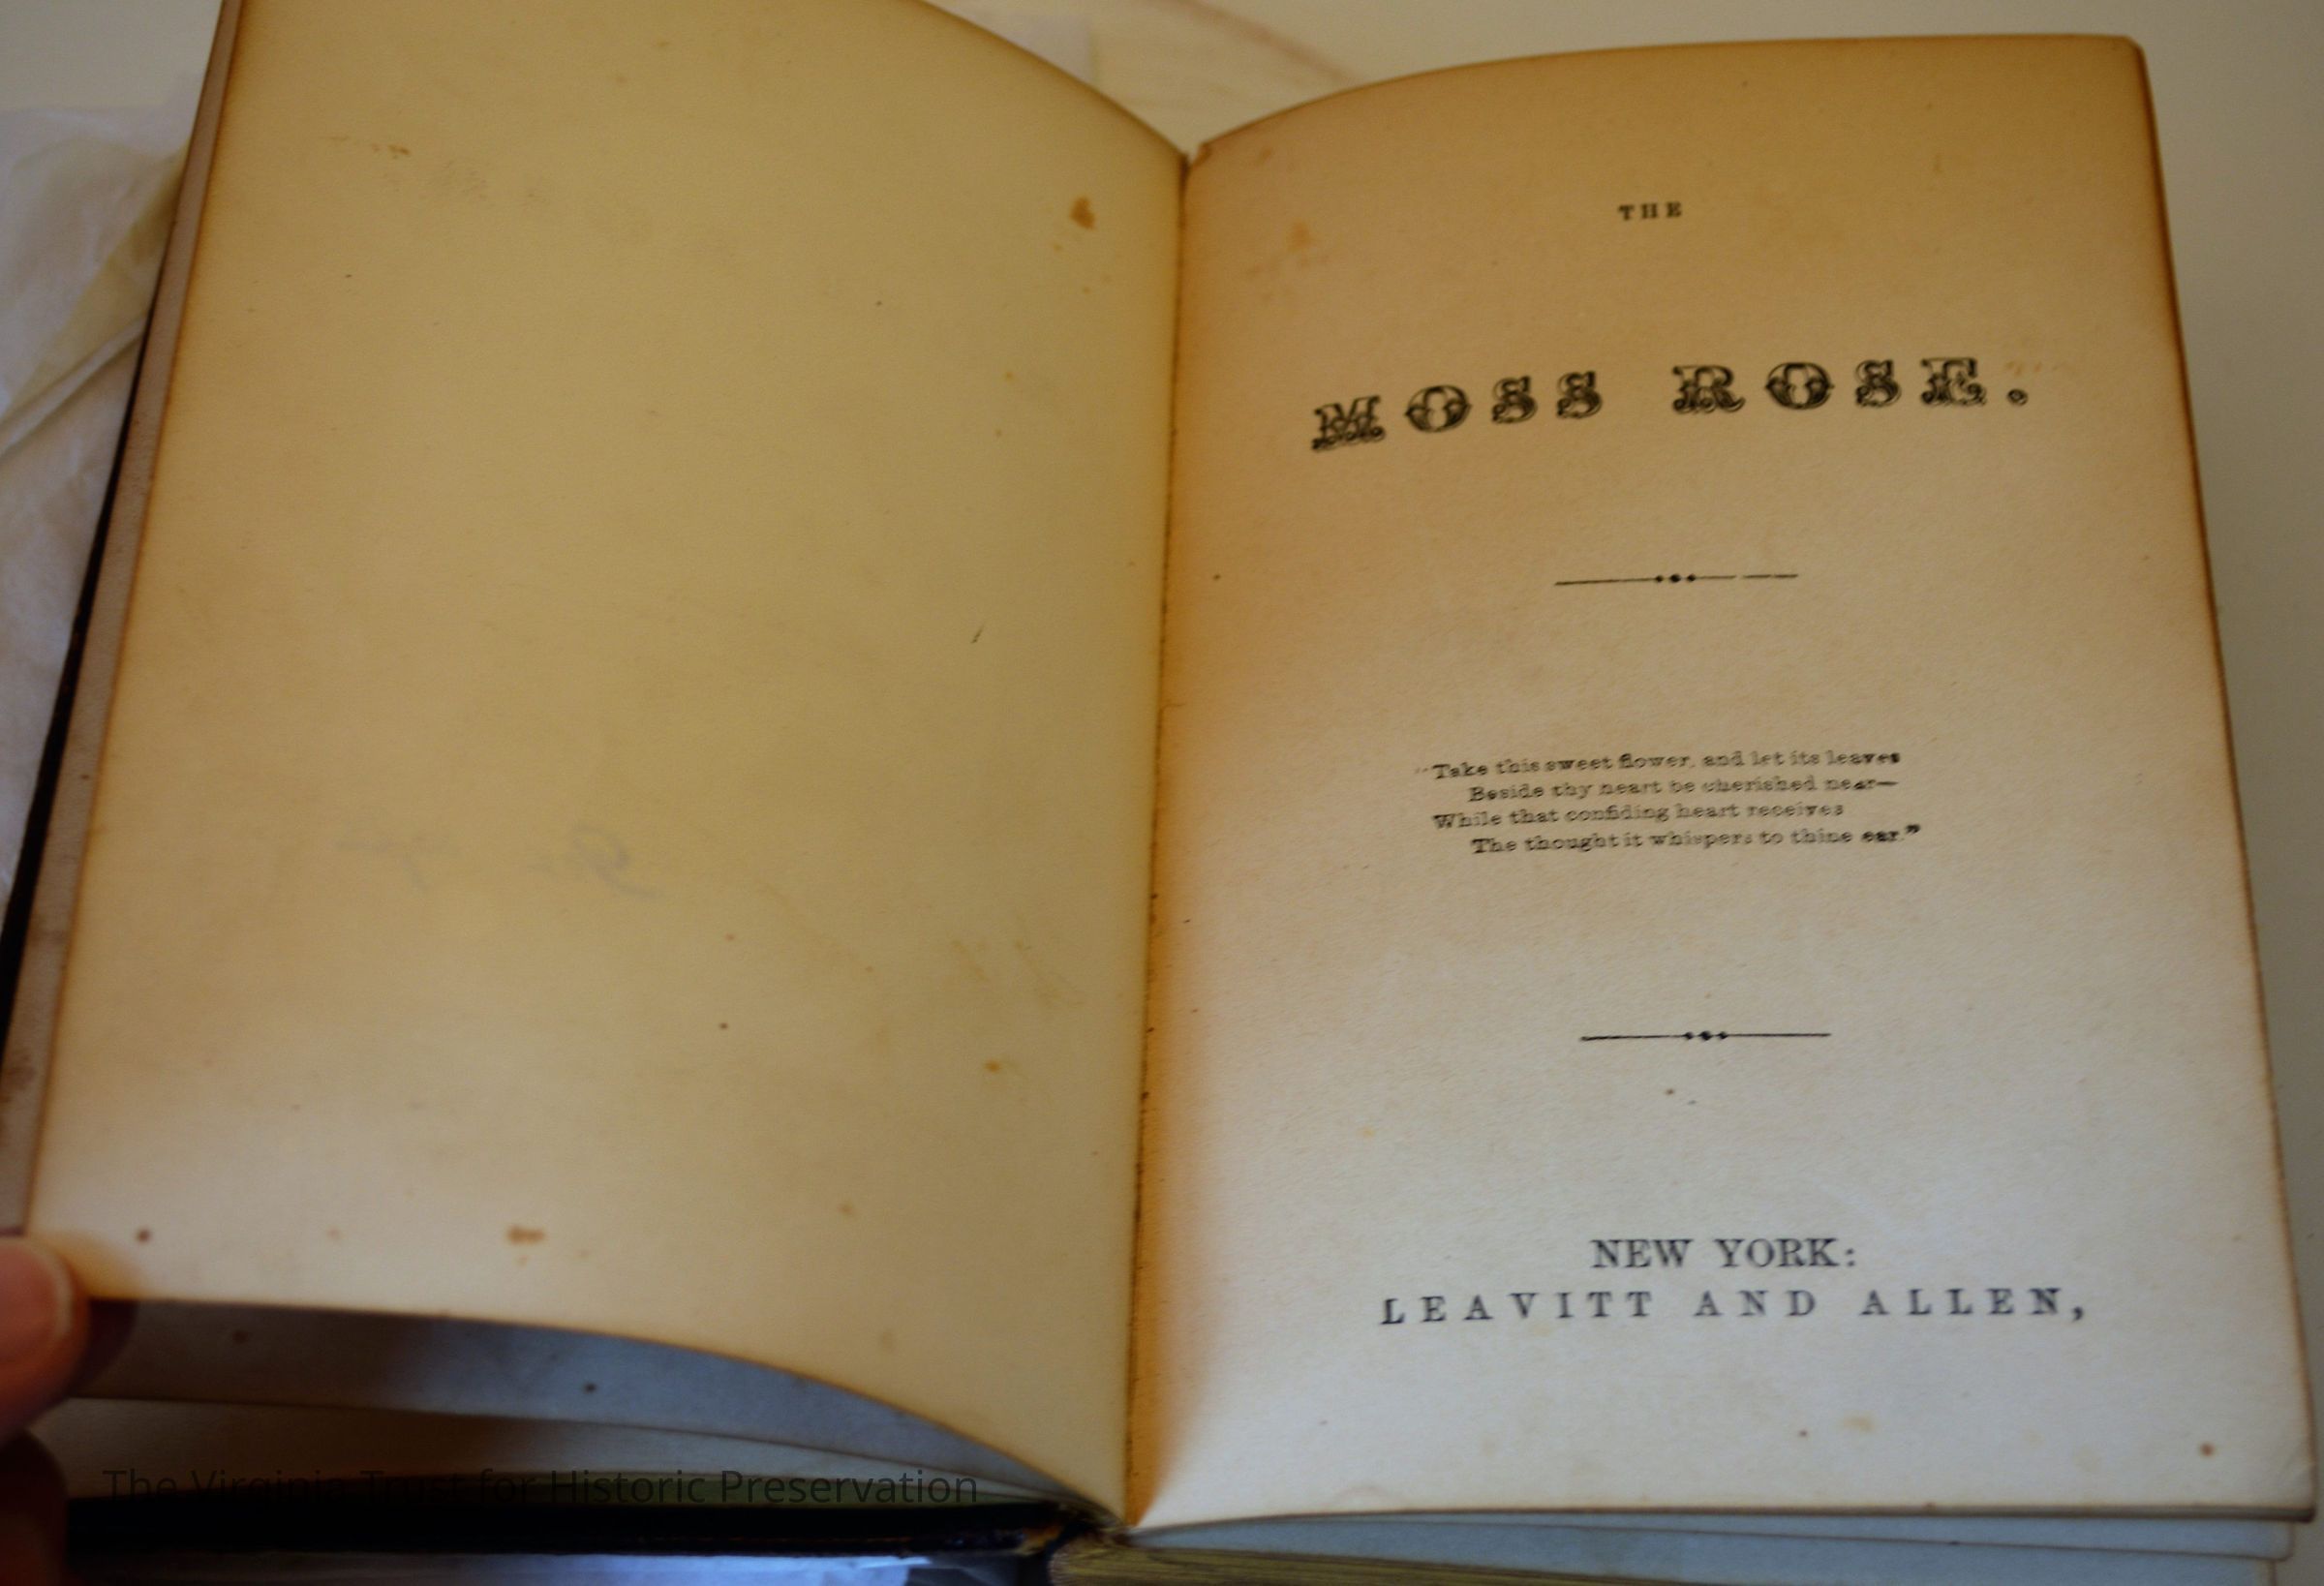 THE
MOSS ROSE.
"Take this sweet flower, and let its leaves
Beside thy heart be cherished near—
While that confiding heart receives
The thought it whispers to thine ear."
NEW YORK:
LEAVITT AND ALLEN,
The Virginia Trust for Historic Preservation